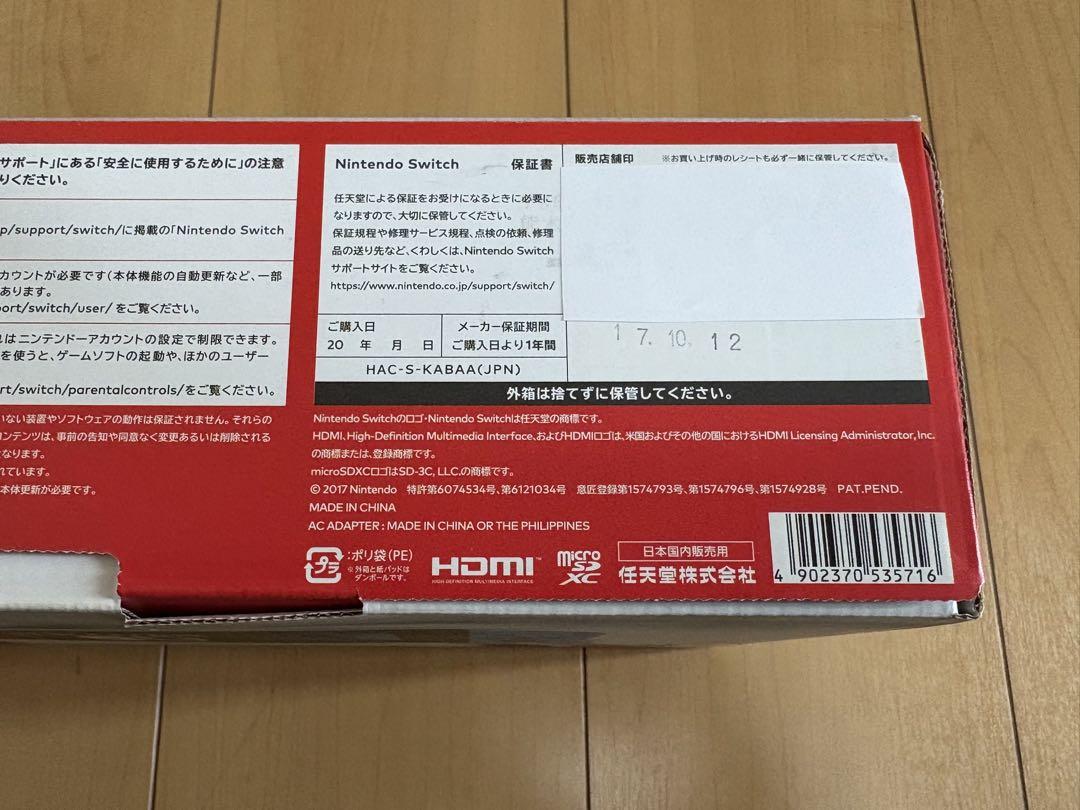 サポート」にある「安全に使用するために」の注意
りください。
p/support/switch/に掲載の「Nintendo Switch
カウントが必要です(本体機能の自動更新など、一部
あります。
port/switch/user/ をご覧ください。
れはニンテンドーアカウントの設定で制限できます。
を使うと、ゲームソフトの起動や、ほかのユーザー
ort/switch/parentalcontrols/をご覧ください。
いない装置やソフトウェアの動作は保証されません。それらの
コンテンツは、事前の告知や同意なく変更あるいは削除される
となります。
れています。
本体更新が必要です。
Nintendo Switch 保証書
任天堂による保証をお受けになるときに必要に
なりますので、大切に保管してください。
保証規程や修理サービス規程、点検の依頼、修理
品の送り先など、くわしくは、Nintendo Switch
サポートサイトをご覧ください。
https://www.nintendo.co.jp/support/switch/
ご購入日
20 年 月 日
メーカー保証期間
ご購入日より1年間
HAC-S-KABAA(JPN)
販売店舗印 ※お買い上げ時のレシートも必ず一緒に保管してください。
17.10.12
外箱は捨てずに保管してください。
Nintendo Switchのロゴ・Nintendo Switchは任天堂の商標です。
HDMI、High-Definition Multimedia Interface、およびHDMIロゴは、米国およびその他の国におけるHDMI Licensing Administrator, Inc.
の商標または、登録商標です。
microSDXCロゴはSD-3C, LLC.の商標です。
© 2017 Nintendo 特許第6074534号、第6121034号 意匠登録第1574793号、第1574796号、第1574928号 PAT.PEND.
MADE IN CHINA
AC ADAPTER : MADE IN CHINA OR THE PHILIPPINES
プラ
:ポリ袋(PE)
※外箱と紙パッドは
ダンボールです。
HDMI™
HIGH-DEFINITION MULTIMEDIA INTERFACE
micro
SD
XC
日本国内販売用
任天堂株式会社
4 902370 535716